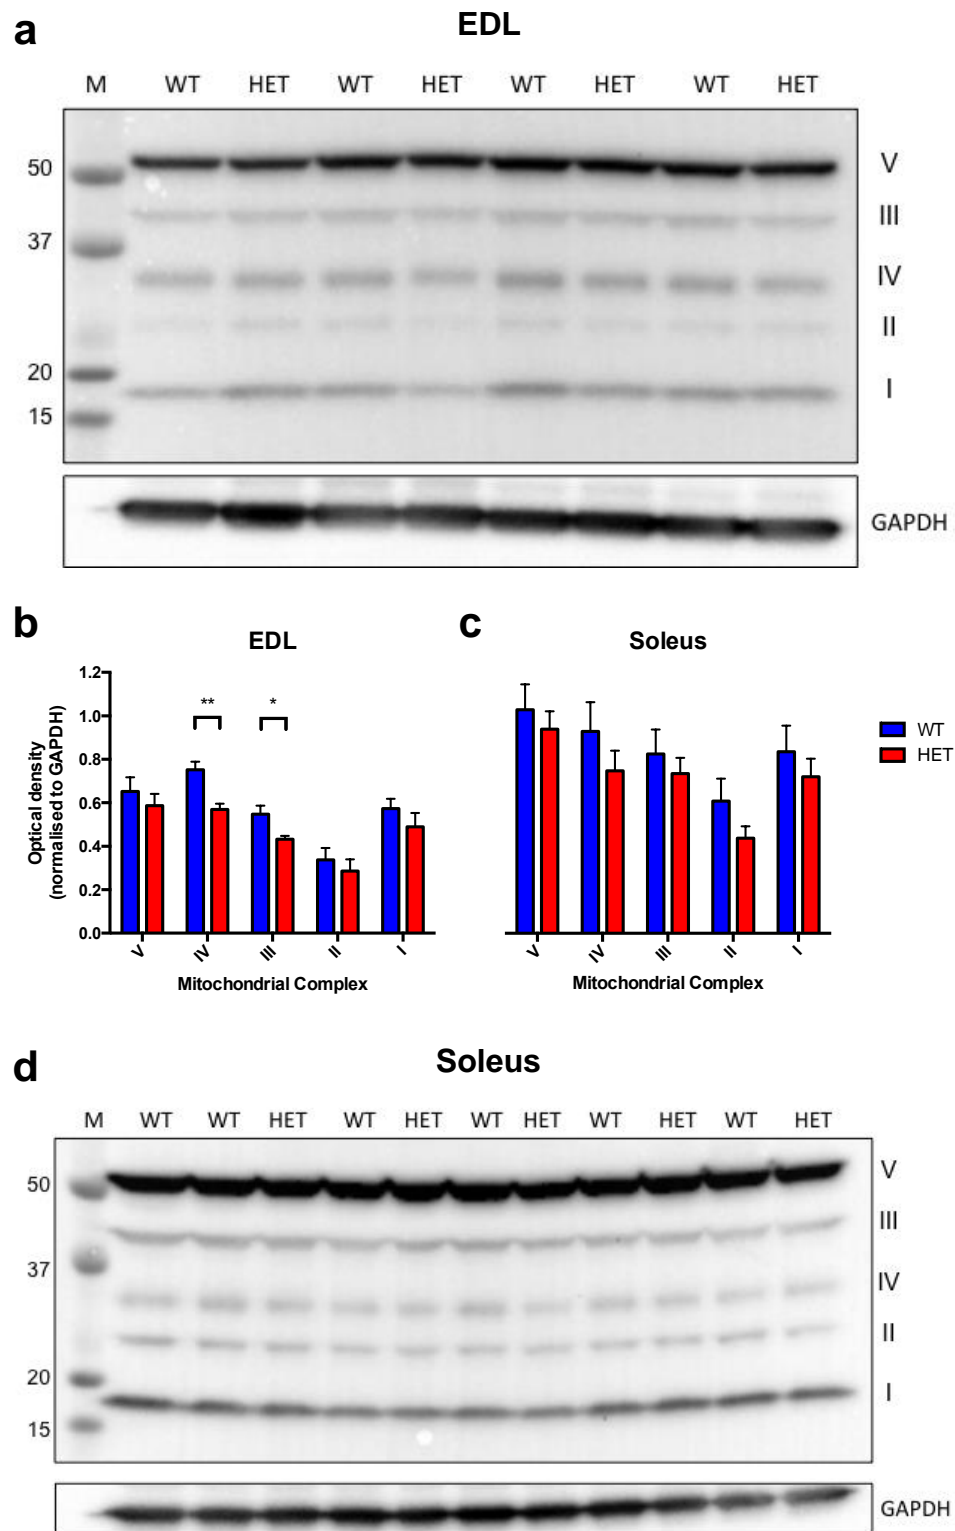 a
EDL
M WT HET WT HET WT HET WT HET
50
37
20
15
V
III
IV
II
I
GAPDH
b
EDL
Optical density
(normalised to GAPDH)
1.2
1.0
0.8
0.6
0.4
0.2
0.0
** *
V IV III II I
Mitochondrial Complex
c
Soleus
V IV III II I
Mitochondrial Complex
WT
HET
d
Soleus
M WT WT HET WT HET WT HET WT HET WT HET
50
37
20
15
V
III
IV
II
I
GAPDH